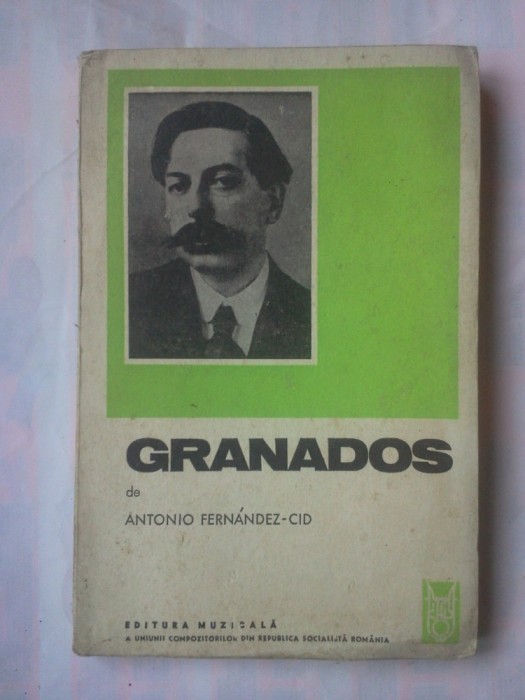 GRANADOS
de
ANTONIO FERNÁNDEZ-CID
EDITURA MUZICALĂ
A UNIUNII COMPOZITORILOR DIN REPUBLICA SOCIALISTĂ ROMÂNIA